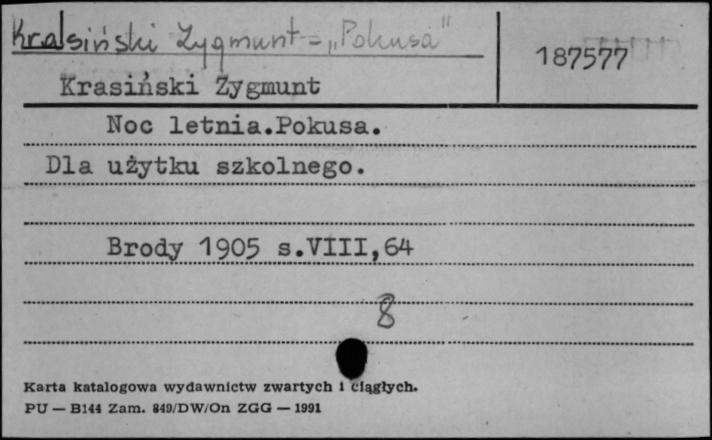 Krasiński Zygmunt – „Pokusa"
187577
Krasiński Zygmunt
Noc letnia.Pokusa.
Dla użytku szkolnego.
Brody 1905 s.VIII,64
8
Karta katalogowa wydawnictw zwartych i ciągłych.
PU — B144 Zam. 849/DW/On ZGG — 1991